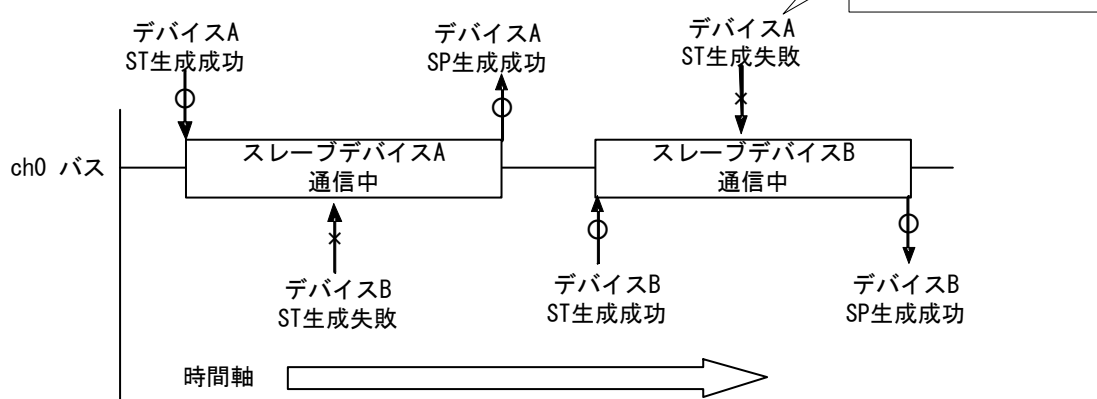 デバイスA
ST生成成功
デバイスA
SP生成成功
デバイスA
ST生成失敗
ch0 バス
スレーブデバイスA
通信中
スレーブデバイスB
通信中
デバイスB
ST生成失敗
デバイスB
ST生成成功
デバイスB
SP生成成功
時間軸